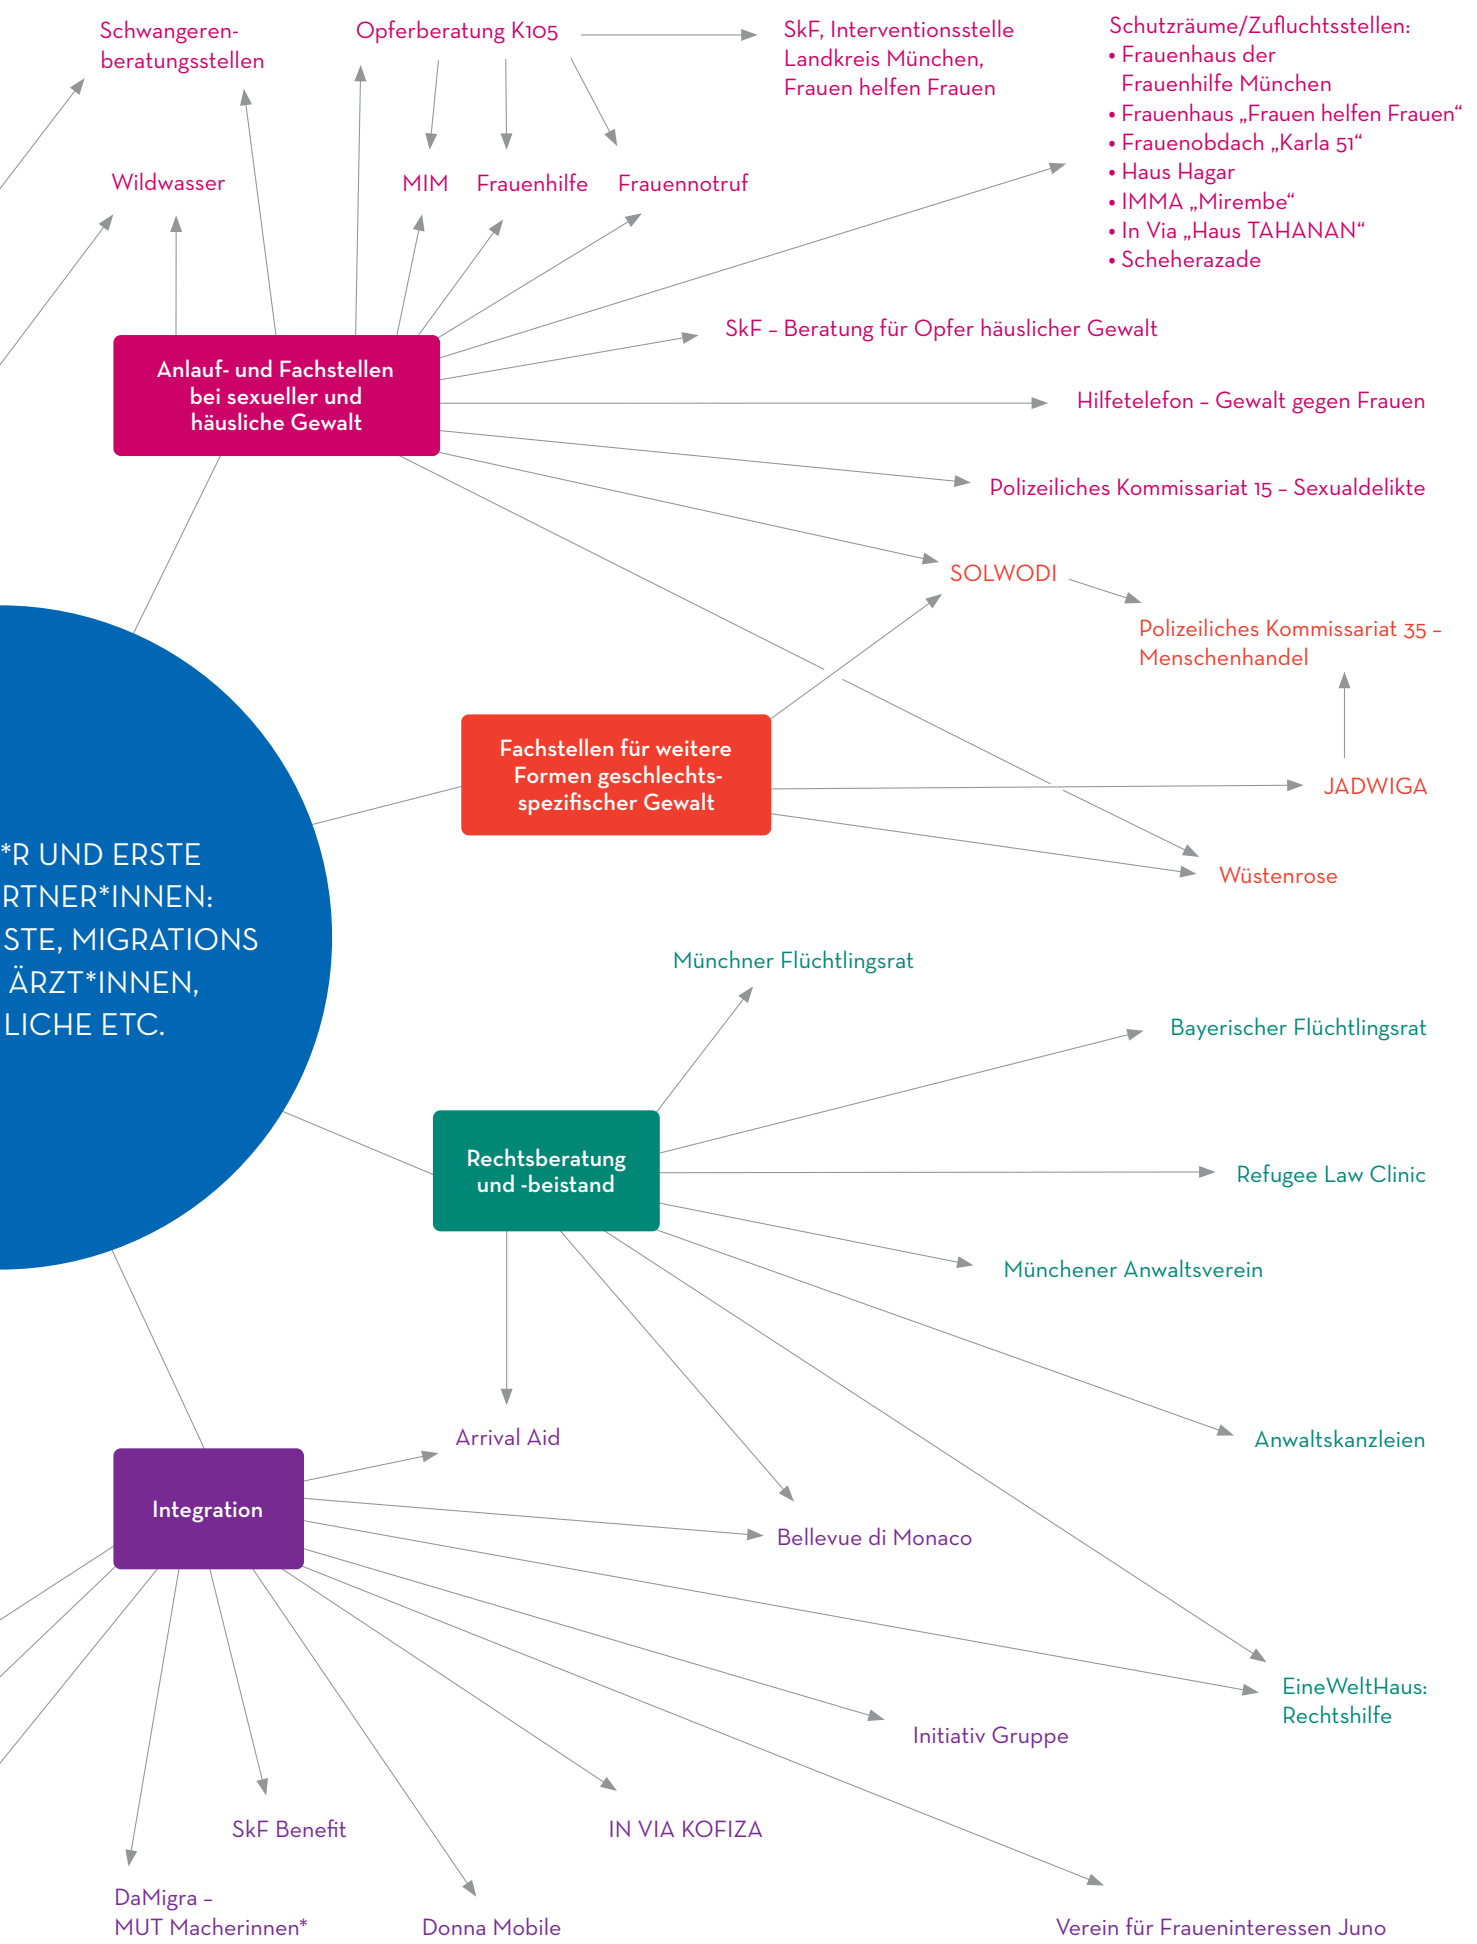 Schwangeren-
beratungsstellen
Opferberatung K105
SkF, Interventionsstelle
Landkreis München,
Frauen helfen Frauen
Schutzräume/Zufluchtsstellen:
• Frauenhaus der
Frauenhilfe München
• Frauenhaus „Frauen helfen Frauen“
• Frauenobdach „Karla 51“
• Haus Hagar
• IMMA „Mirembe“
• In Via „Haus TAHANAN“
• Scheherazade
Wildwasser
MIM
Frauenhilfe
Frauennotruf
SkF – Beratung für Opfer häuslicher Gewalt
Anlauf- und Fachstellen
bei sexueller und
häusliche Gewalt
Hilfetelefon – Gewalt gegen Frauen
Polizeiliches Kommissariat 15 – Sexualdelikte
SOLWODI
Polizeiliches Kommissariat 35 –
Menschenhandel
Fachstellen für weitere
Formen geschlechts-
spezifischer Gewalt
JADWIGA
Wüstenrose
*R UND ERSTE
RTNER*INNEN:
STE, MIGRATIONS
ÄRZT*INNEN,
LICHE ETC.
Münchner Flüchtlingsrat
Bayerischer Flüchtlingsrat
Rechtsberatung
und -beistand
Refugee Law Clinic
Münchener Anwaltsverein
Arrival Aid
Anwaltskanzleien
Integration
Bellevue di Monaco
EineWeltHaus:
Rechtshilfe
Initiativ Gruppe
SkF Benefit
IN VIA KOFIZA
DaMigra –
MUT Macherinnen*
Donna Mobile
Verein für Fraueninteressen Juno